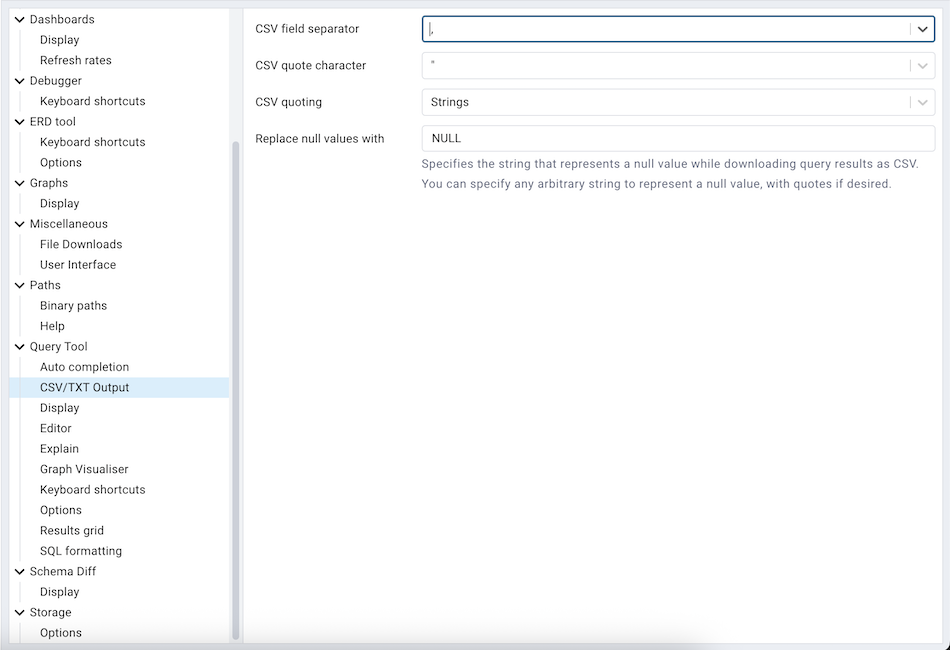 Dashboards
Display
Refresh rates
Debugger
Keyboard shortcuts
ERD tool
Keyboard shortcuts
Options
Graphs
Display
Miscellaneous
File Downloads
User Interface
Paths
Binary paths
Help
Query Tool
Auto completion
CSV/TXT Output
Display
Editor
Explain
Graph Visualiser
Keyboard shortcuts
Options
Results grid
SQL formatting
Schema Diff
Display
Storage
Options
CSV field separator ,
CSV quote character "
CSV quoting Strings
Replace null values with NULL
Specifies the string that represents a null value while downloading query results as CSV.
You can specify any arbitrary string to represent a null value, with quotes if desired.